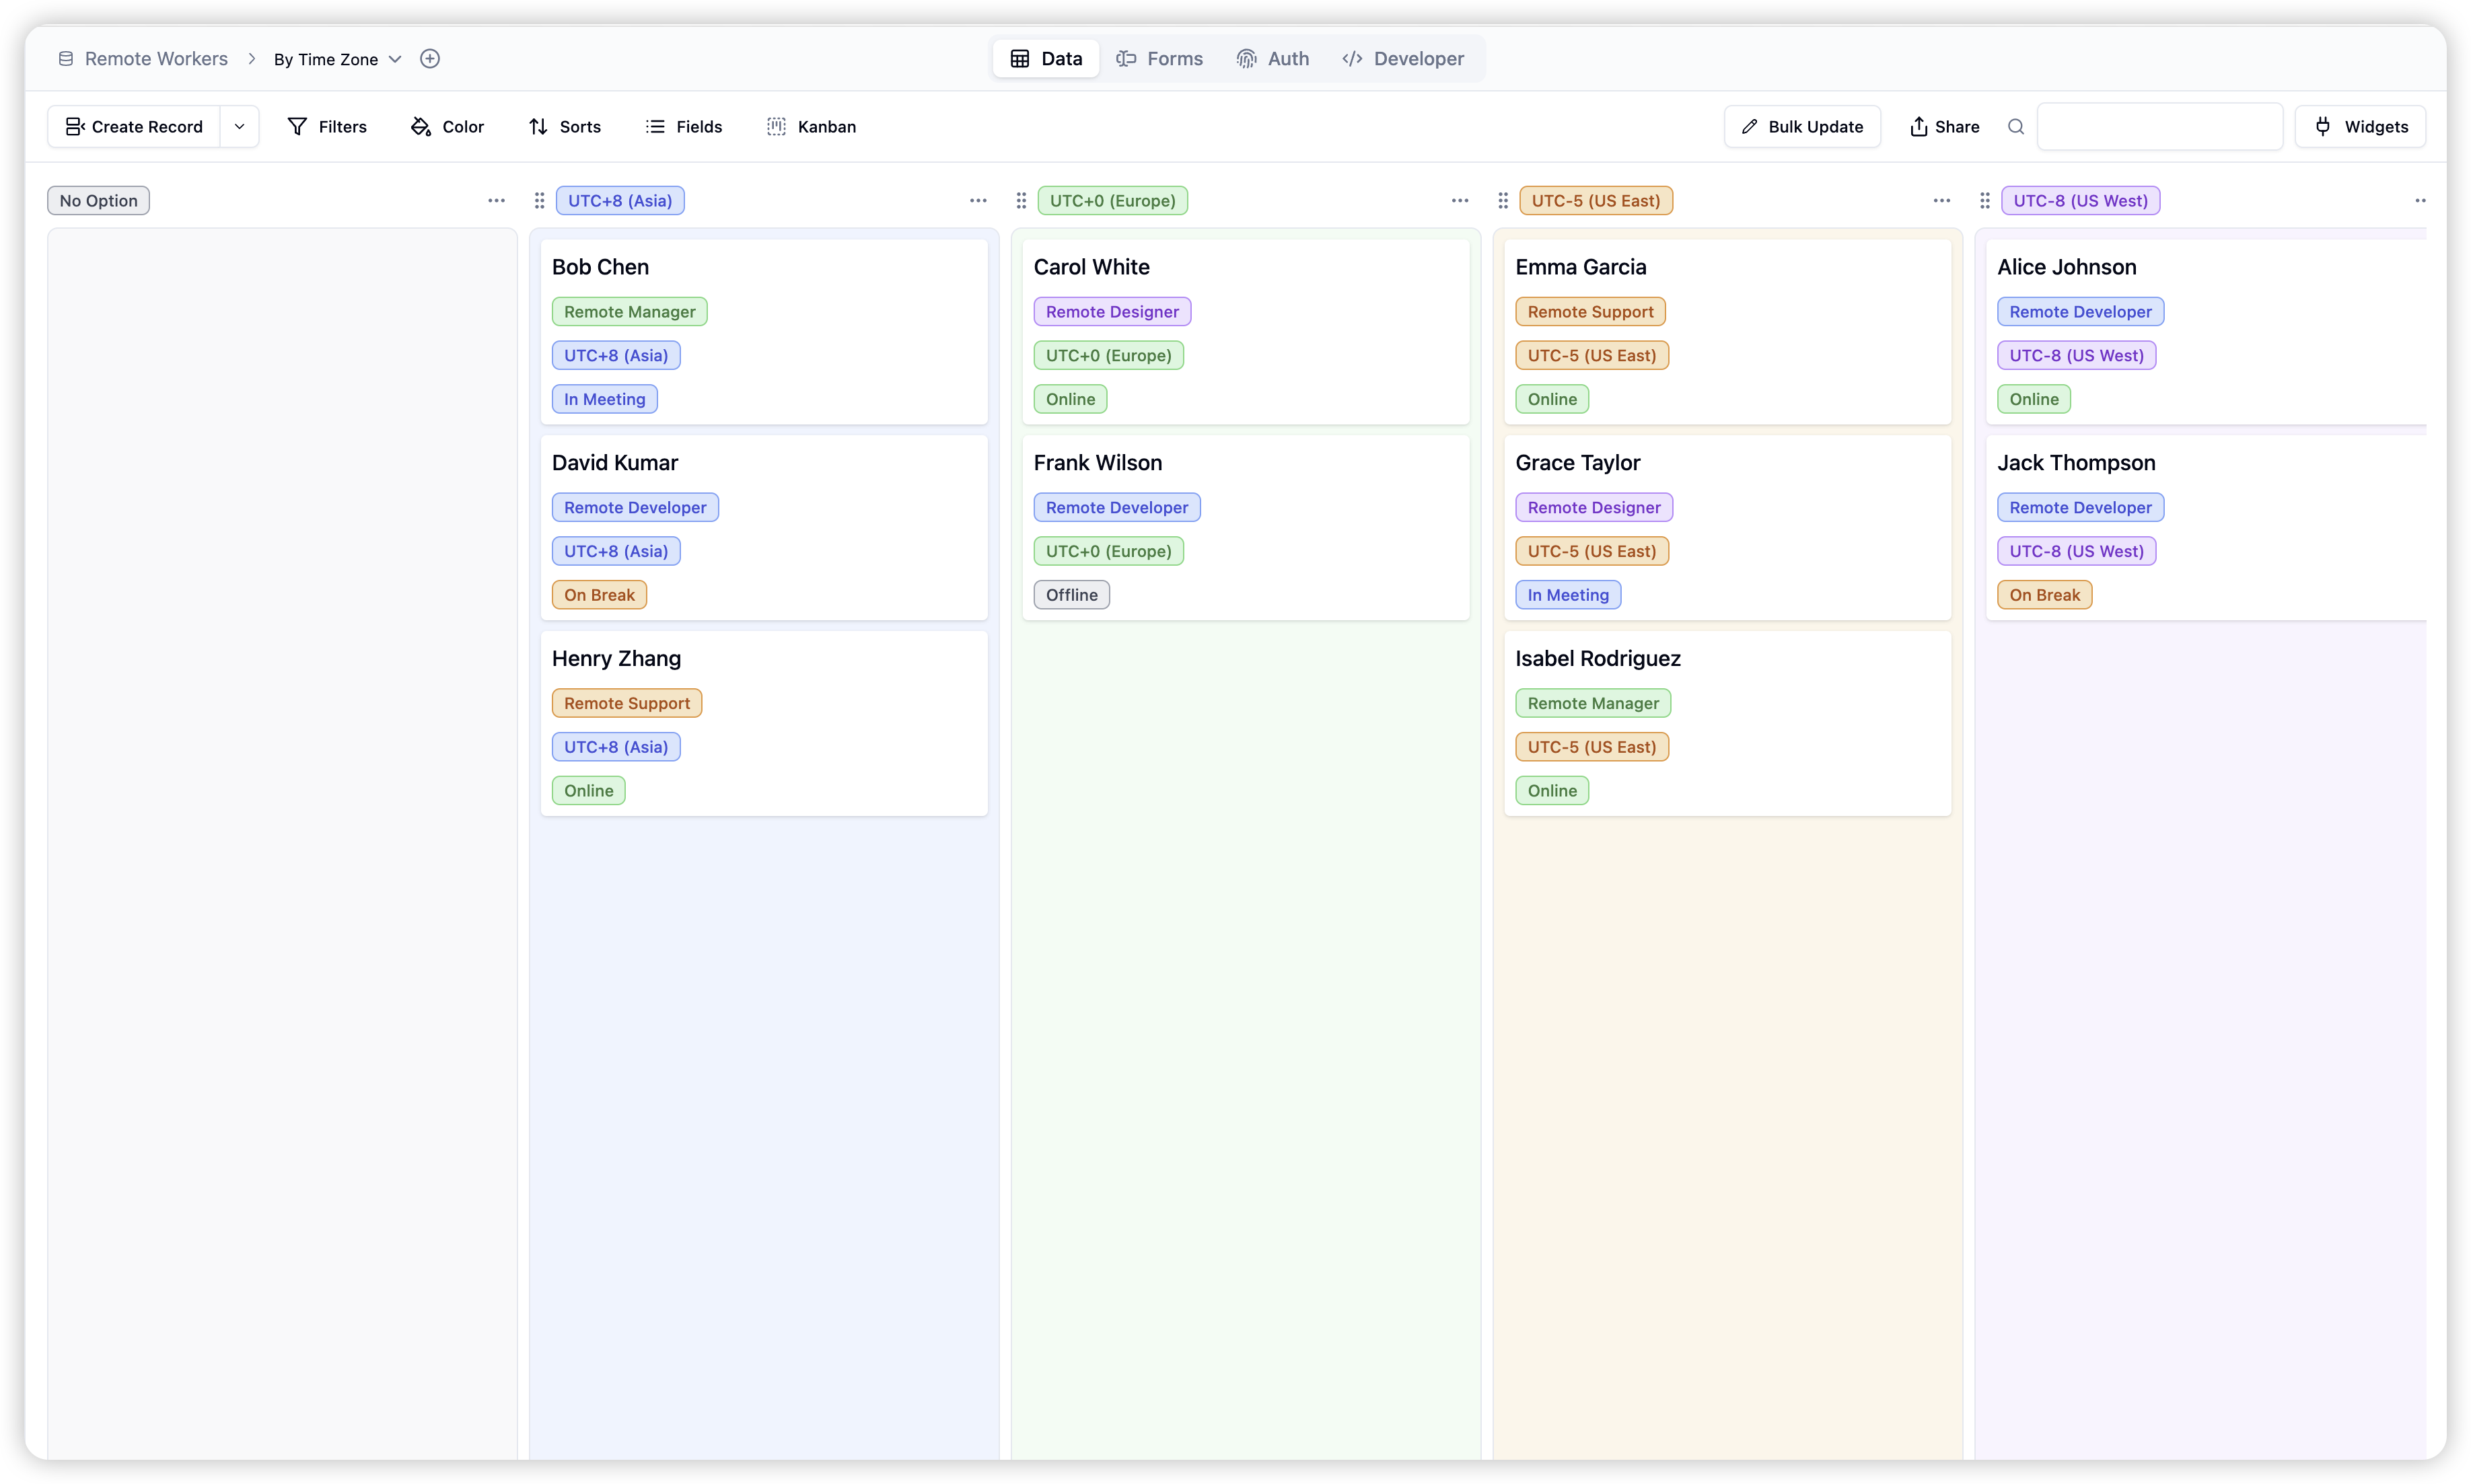 Remote Workers
By Time Zone
Data
Forms
Auth
Developer
Create Record
Filters
Color
Sorts
Fields
Kanban
Bulk Update
Share
Widgets
No Option
UTC+8 (Asia)
Bob Chen
Remote Manager
UTC+8 (Asia)
In Meeting
David Kumar
Remote Developer
UTC+8 (Asia)
On Break
Henry Zhang
Remote Support
UTC+8 (Asia)
Online
UTC+0 (Europe)
Carol White
Remote Designer
UTC+0 (Europe)
Online
Frank Wilson
Remote Developer
UTC+0 (Europe)
Offline
UTC-5 (US East)
Emma Garcia
Remote Support
UTC-5 (US East)
Online
Grace Taylor
Remote Designer
UTC-5 (US East)
In Meeting
Isabel Rodriguez
Remote Manager
UTC-5 (US East)
Online
UTC-8 (US West)
Alice Johnson
Remote Developer
UTC-8 (US West)
Online
Jack Thompson
Remote Developer
UTC-8 (US West)
On Break